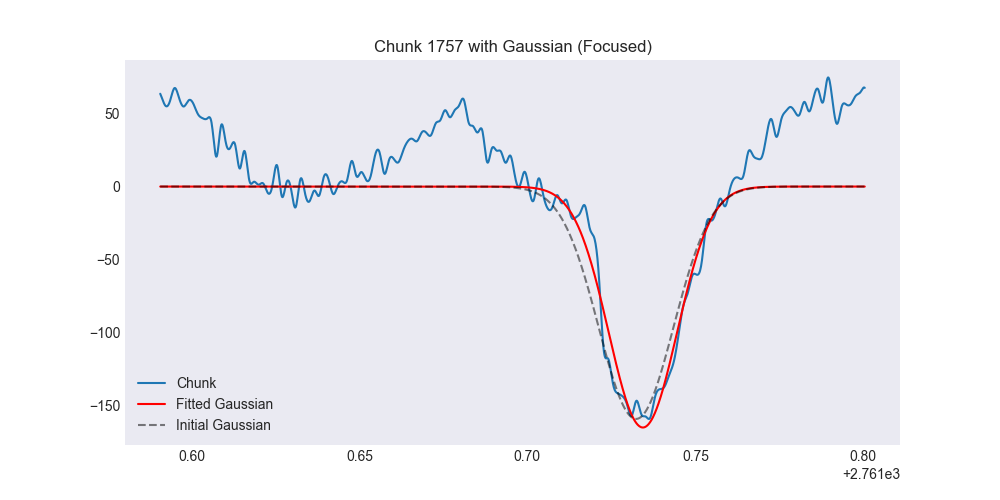 Chunk 1757 with Gaussian (Focused)
50
0
−50
−100
−150
Chunk
Fitted Gaussian
Initial Gaussian
0.60 0.65 0.70 0.75 0.80
+2.761e3